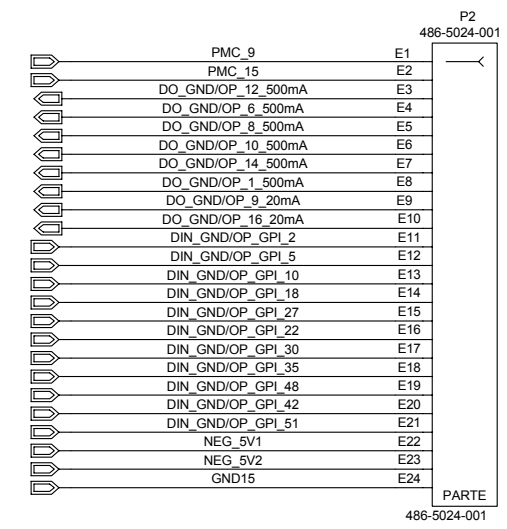 P2
486-5024-001
PMC_9 E1
PMC_15 E2
DO_GND/OP_12_500mA E3
DO_GND/OP_6_500mA E4
DO_GND/OP_8_500mA E5
DO_GND/OP_10_500mA E6
DO_GND/OP_14_500mA E7
DO_GND/OP_1_500mA E8
DO_GND/OP_9_20mA E9
DO_GND/OP_16_20mA E10
DIN_GND/OP_GPI_2 E11
DIN_GND/OP_GPI_5 E12
DIN_GND/OP_GPI_10 E13
DIN_GND/OP_GPI_18 E14
DIN_GND/OP_GPI_27 E15
DIN_GND/OP_GPI_22 E16
DIN_GND/OP_GPI_30 E17
DIN_GND/OP_GPI_35 E18
DIN_GND/OP_GPI_48 E19
DIN_GND/OP_GPI_42 E20
DIN_GND/OP_GPI_51 E21
NEG_5V1 E22
NEG_5V2 E23
GND15 E24
PARTE
486-5024-001